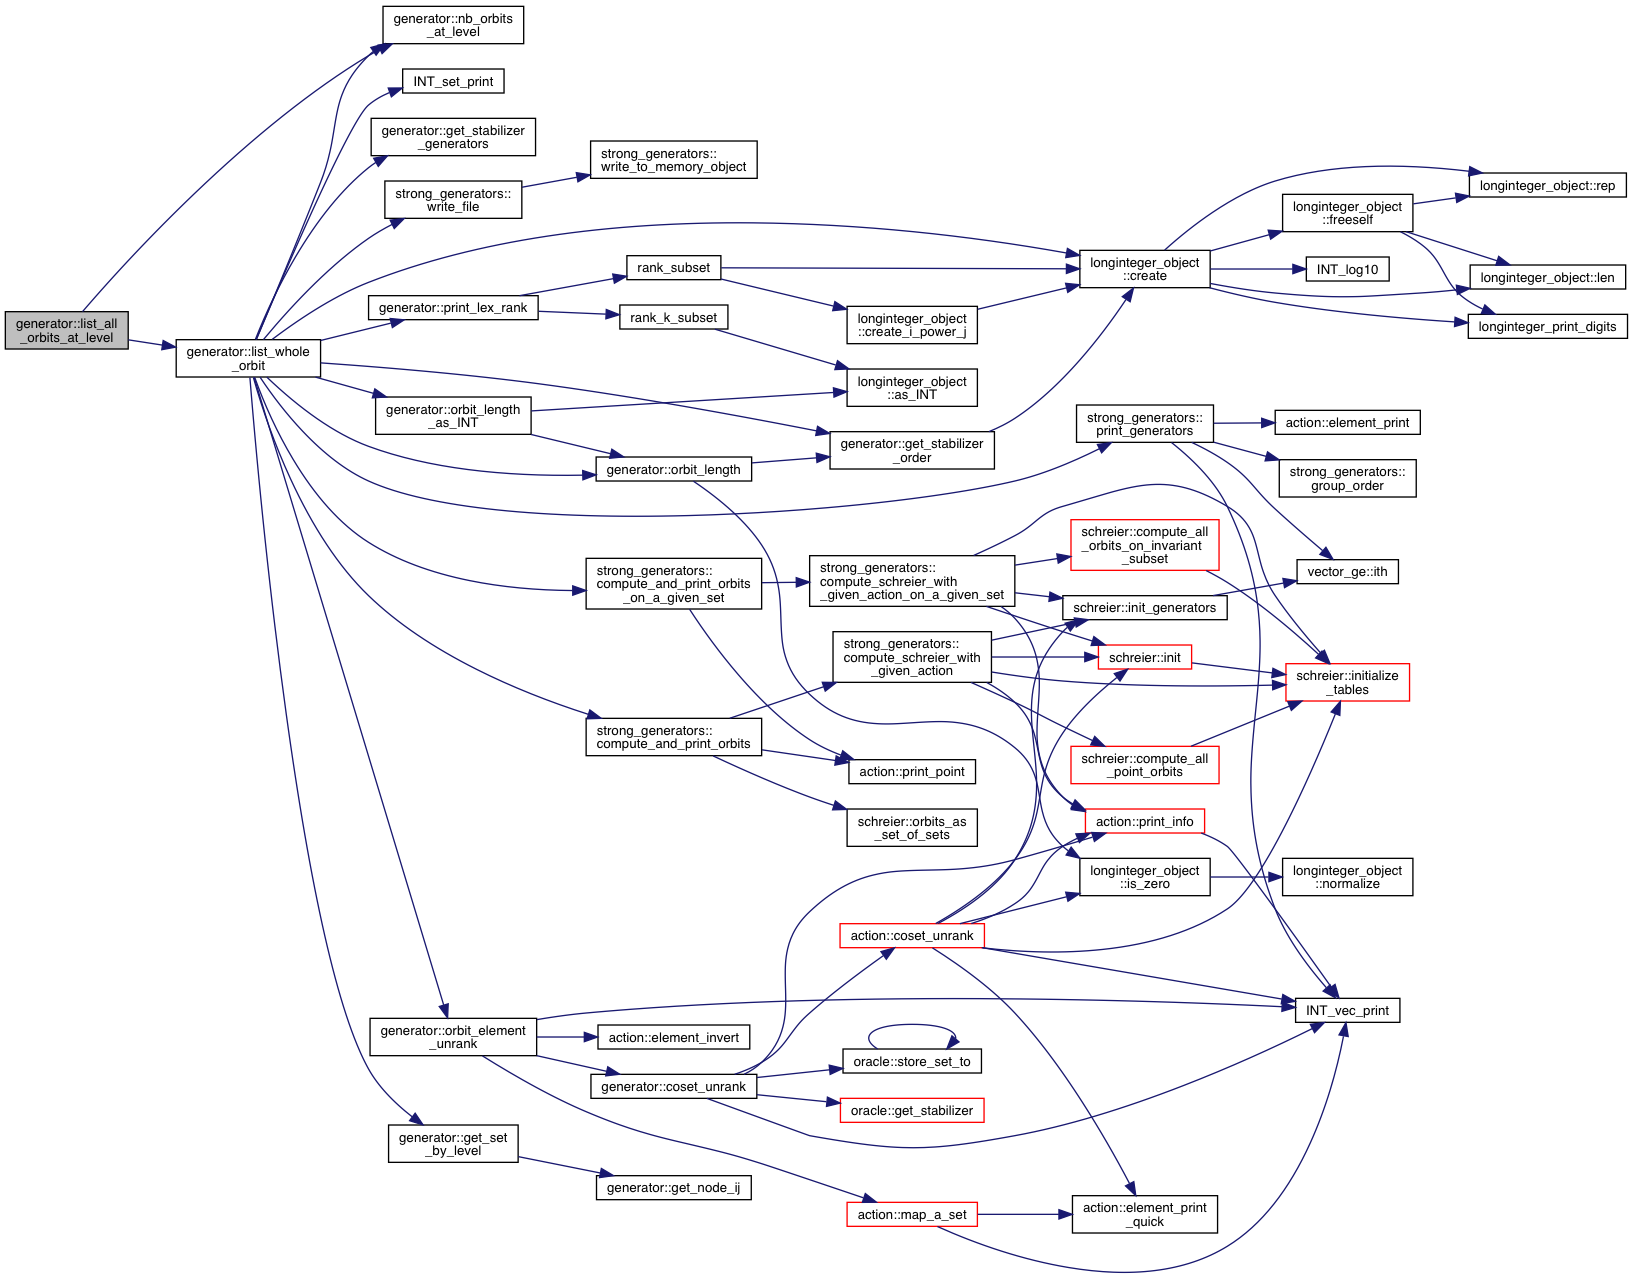 generator::list_all
_orbits_at_level
generator::nb_orbits
_at_level
generator::list_whole
_orbit
INT_set_print
generator::get_stabilizer
_generators
strong_generators::
write_file
strong_generators::
write_to_memory_object
generator::print_lex_rank
rank_subset
rank_k_subset
longinteger_object
::create_i_power_j
longinteger_object
::as_INT
longinteger_object
::create
longinteger_object
::freeself
longinteger_object::rep
INT_log10
longinteger_object::len
longinteger_print_digits
generator::orbit_length
_as_INT
generator::orbit_length
generator::get_stabilizer
_order
strong_generators::
print_generators
action::element_print
strong_generators::
group_order
vector_ge::ith
strong_generators::
compute_and_print_orbits
_on_a_given_set
strong_generators::
compute_schreier_with
_given_action_on_a_given_set
schreier::compute_all
_orbits_on_invariant
_subset
schreier::init_generators
strong_generators::
compute_schreier_with
_given_action
schreier::init
schreier::initialize
_tables
strong_generators::
compute_and_print_orbits
schreier::compute_all
_point_orbits
action::print_point
schreier::orbits_as
_set_of_sets
action::print_info
longinteger_object
::is_zero
longinteger_object
::normalize
action::coset_unrank
INT_vec_print
generator::orbit_element
_unrank
action::element_invert
generator::coset_unrank
oracle::store_set_to
oracle::get_stabilizer
generator::get_set
_by_level
generator::get_node_ij
action::map_a_set
action::element_print
_quick